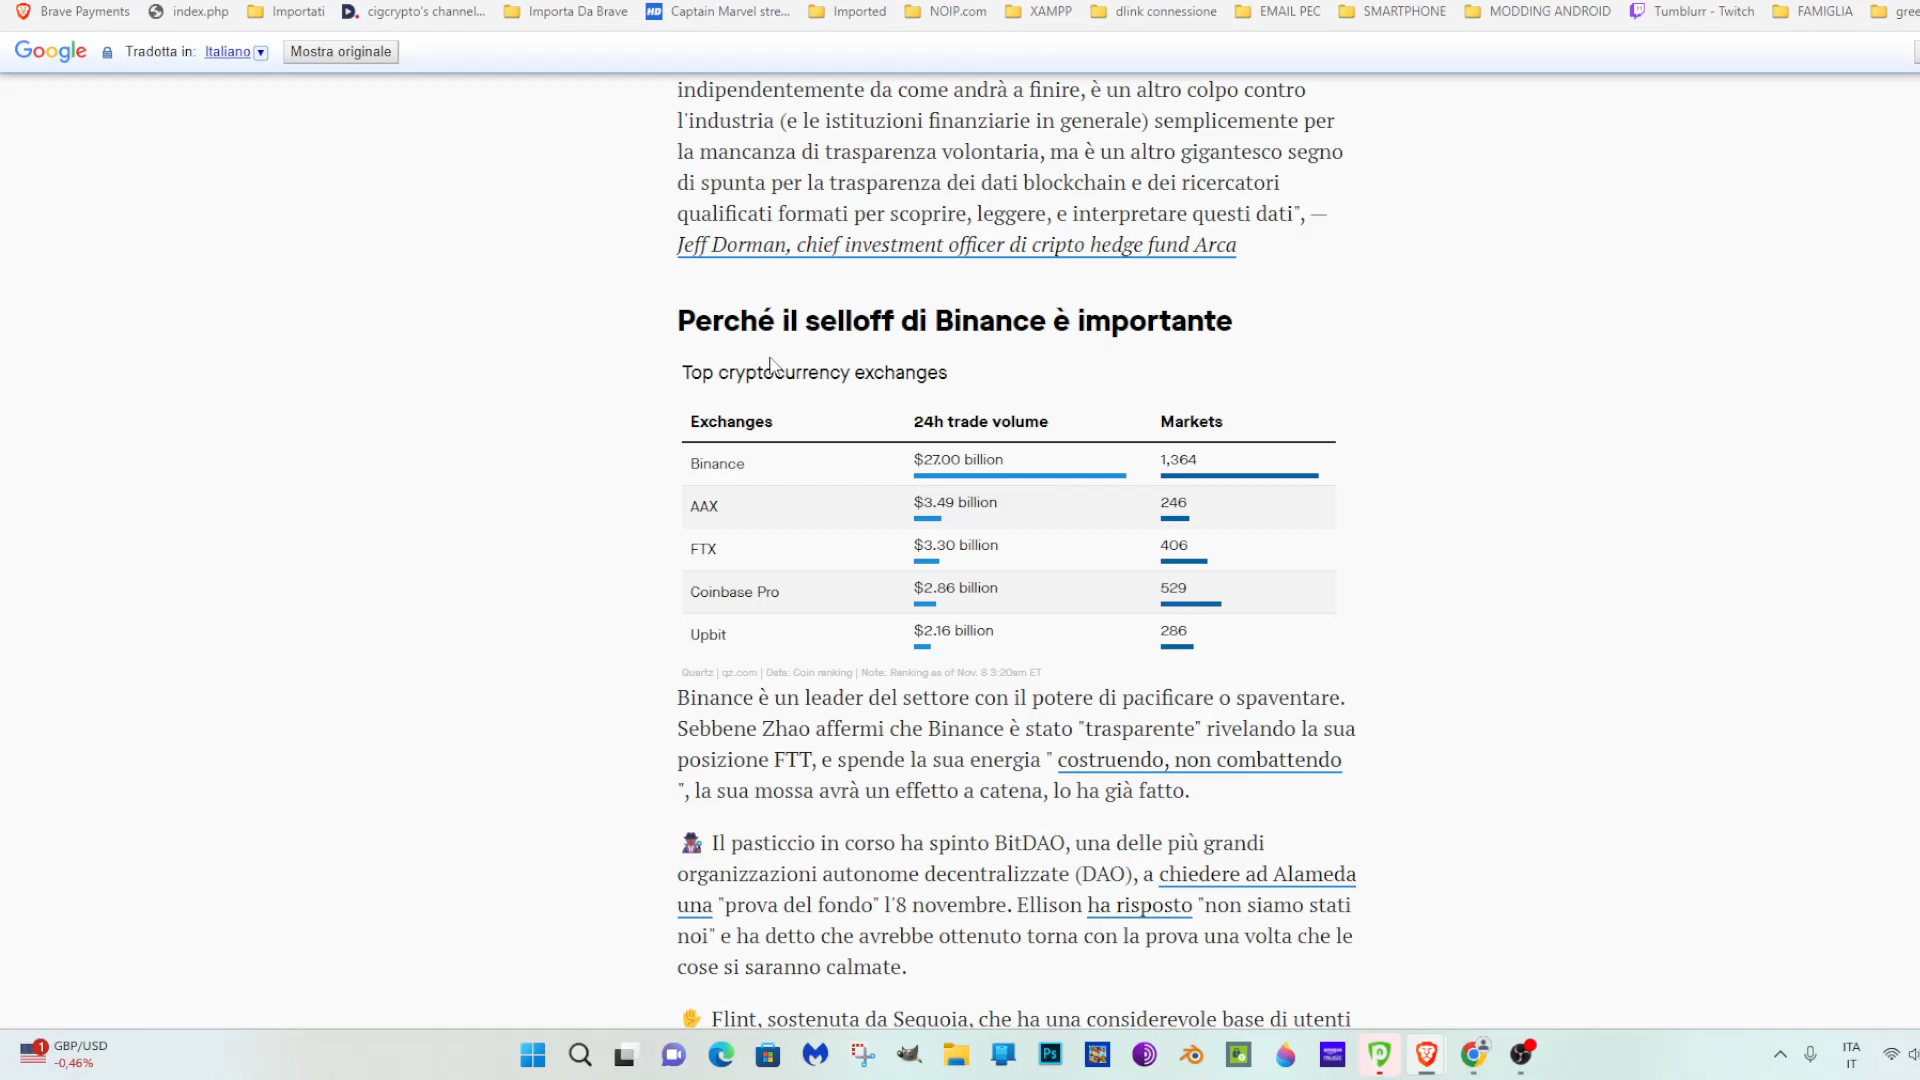 Brave Payments index.php Importati cigcrypto's channel... Importa Da Brave Captain Marvel stre... Imported NOIP.com XAMPP dlink connessione EMAIL PEC SMARTPHONE MODDING ANDROID Tumblurr - Twitch FAMIGLIA gree
Google Tradotta in: Italiano Mostra originale
indipendentemente da come andrà a finire, è un altro colpo contro
l'industria (e le istituzioni finanziarie in generale) semplicemente per
la mancanza di trasparenza volontaria, ma è un altro gigantesco segno
di spunta per la trasparenza dei dati blockchain e dei ricercatori
qualificati formati per scoprire, leggere, e interpretare questi dati", —
Jeff Dorman, chief investment officer di cripto hedge fund Arca
Perché il selloff di Binance è importante
Top cryptocurrency exchanges
Exchanges 24h trade volume Markets
Binance $27.00 billion 1,364
AAX $3.49 billion 246
FTX $3.30 billion 406
Coinbase Pro $2.86 billion 529
Upbit $2.16 billion 286
Quartz | qz.com | Data: Coin ranking | Note: Ranking as of Nov. 8 3:20am ET
Binance è un leader del settore con il potere di pacificare o spaventare.
Sebbene Zhao affermi che Binance è stato "trasparente" rivelando la sua
posizione FTT, e spende la sua energia " costruendo, non combattendo
", la sua mossa avrà un effetto a catena, lo ha già fatto.
Il pasticcio in corso ha spinto BitDAO, una delle più grandi
organizzazioni autonome decentralizzate (DAO), a chiedere ad Alameda
una "prova del fondo" l'8 novembre. Ellison ha risposto "non siamo stati
noi" e ha detto che avrebbe ottenuto torna con la prova una volta che le
cose si saranno calmate.
Flint, sostenuta da Sequoia, che ha una considerevole base di utenti
1 GBP/USD
-0,46%
HD
Ps
amazon music
ITA
IT